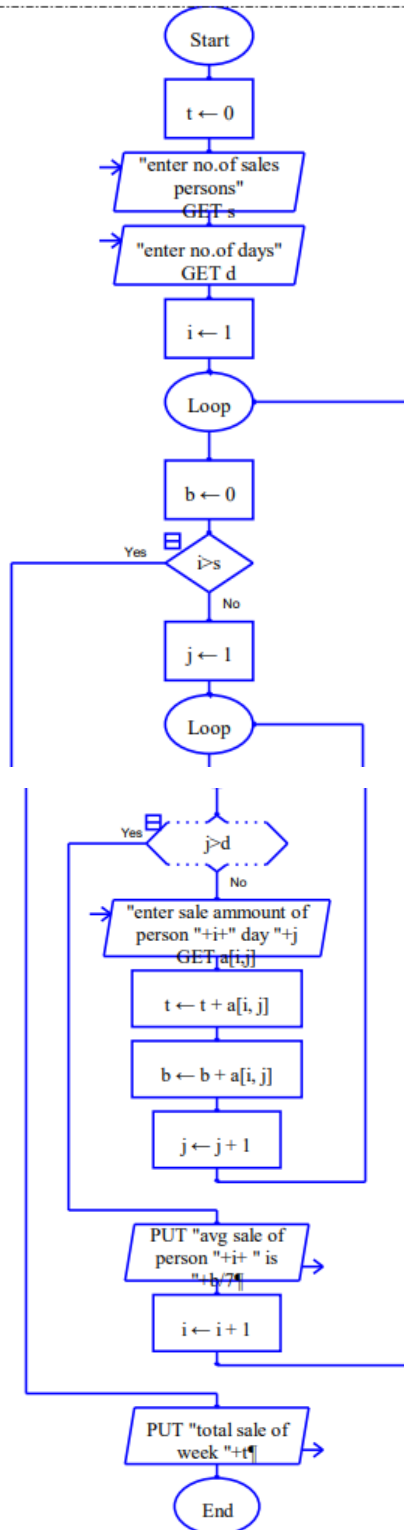 Start
t ← 0
"enter no.of sales
persons"
GET s
"enter no.of days"
GET d
i ← 1
Loop
b ← 0
Yes
i>s
No
j ← 1
Loop
Yes
j>d
No
"enter sale ammount of
person "+i+" day "+j
GET a[i,j]
t ← t + a[i, j]
b ← b + a[i, j]
j ← j + 1
PUT "avg sale of
person "+i+ " is
"+b/7¶
i ← i + 1
PUT "total sale of
week "+t¶
End